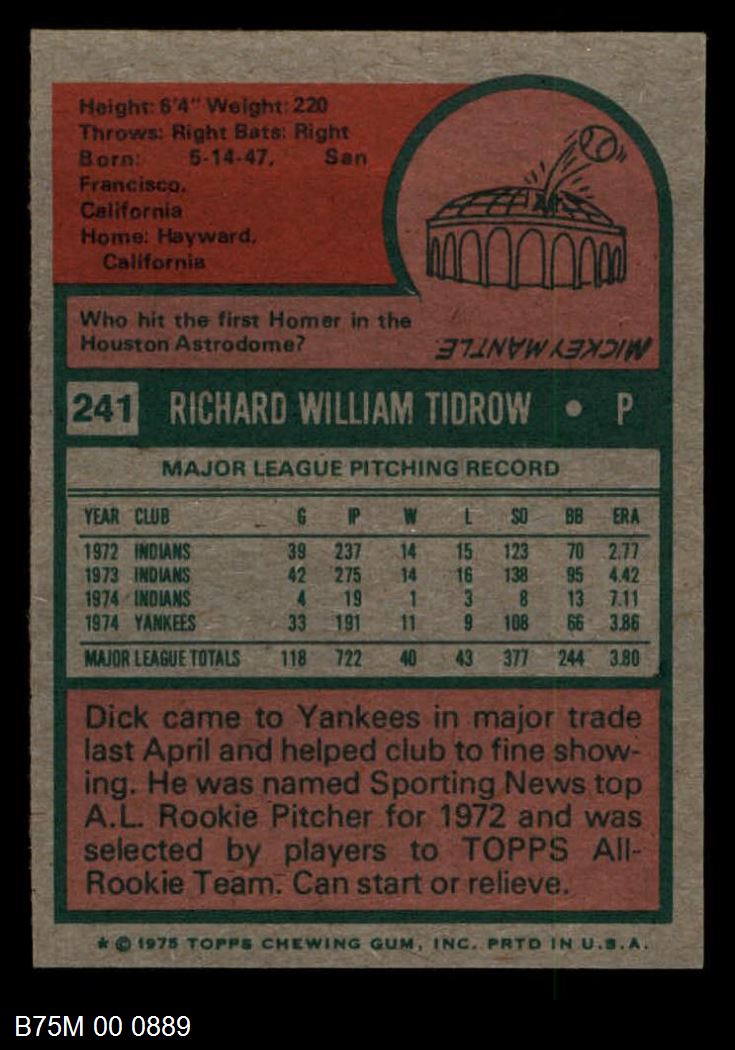 Height: 6'4" Weight: 220
Throws: Right Bats: Right
Born: 5-14-47, San
Francisco,
California
Home: Hayward,
California
Who hit the first Homer in the
Houston Astrodome?
MICKEY MANTLE.
241 RICHARD WILLIAM TIDROW • P
MAJOR LEAGUE PITCHING RECORD
YEAR CLUB G IP W L SO BB ERA
1972 INDIANS 39 237 14 15 123 70 2.77
1973 INDIANS 42 275 14 16 138 95 4.42
1974 INDIANS 4 19 1 3 8 13 7.11
1974 YANKEES 33 191 11 9 108 66 3.86
MAJOR LEAGUE TOTALS 118 722 40 43 377 244 3.80
Dick came to Yankees in major trade
last April and helped club to fine show-
ing. He was named Sporting News top
A.L. Rookie Pitcher for 1972 and was
selected by players to TOPPS All-
Rookie Team. Can start or relieve.
★ © 1975 TOPPS CHEWING GUM, INC. PRTD IN U.S.A.
B75M 00 0889